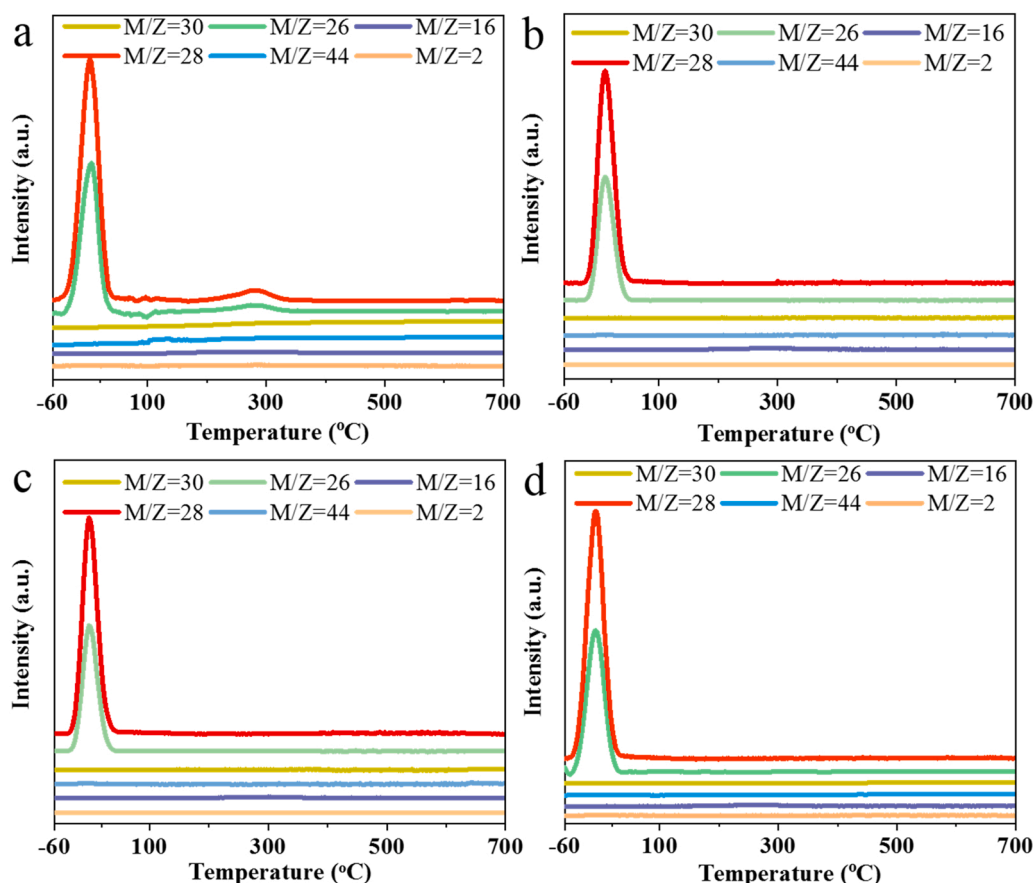 a
M/Z=30 M/Z=26 M/Z=16
M/Z=28 M/Z=44 M/Z=2
Intensity (a.u.)
-60 100 300 500 700
Temperature (ºC)
b
M/Z=30 M/Z=26 M/Z=16
M/Z=28 M/Z=44 M/Z=2
Intensity (a.u.)
-60 100 300 500 700
Temperature (ºC)
c
M/Z=30 M/Z=26 M/Z=16
M/Z=28 M/Z=44 M/Z=2
Intensity (a.u.)
-60 100 300 500 700
Temperature (ºC)
d
M/Z=30 M/Z=26 M/Z=16
M/Z=28 M/Z=44 M/Z=2
Intensity (a.u.)
-60 100 300 500 700
Temperature (ºC)